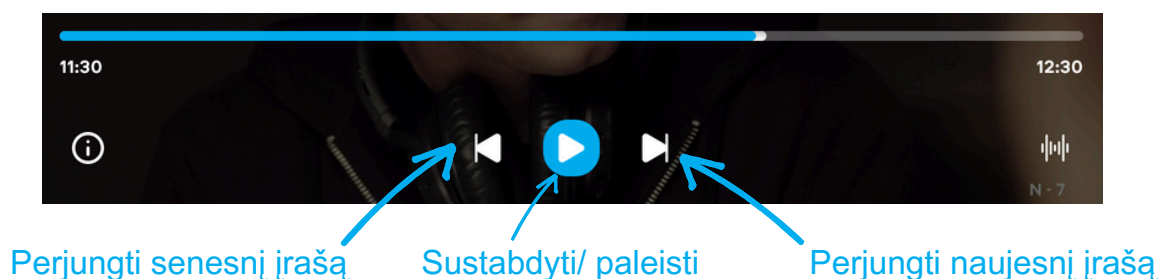 11:30 12:30
N - 7
Perjungti senesnį įrašą Sustabdyti/ paleisti Perjungti naujesnį įrašą